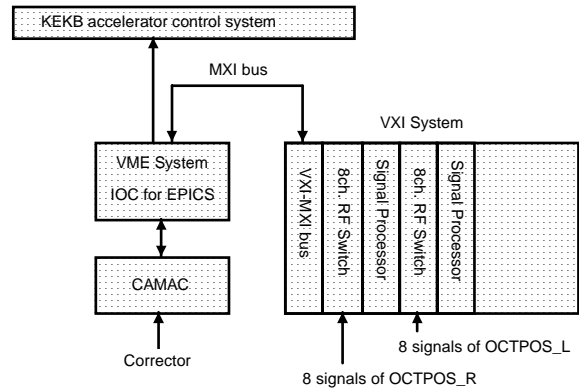 KEKB accelerator control system
MXI bus
VXI System
VME System
IOC for EPICS
VXI-MXI bus
8ch. RF Switch
Signal Processor
8ch. RF Switch
Signal Processor
CAMAC
Corrector
8 signals of OCTPOS_L
8 signals of OCTPOS_R